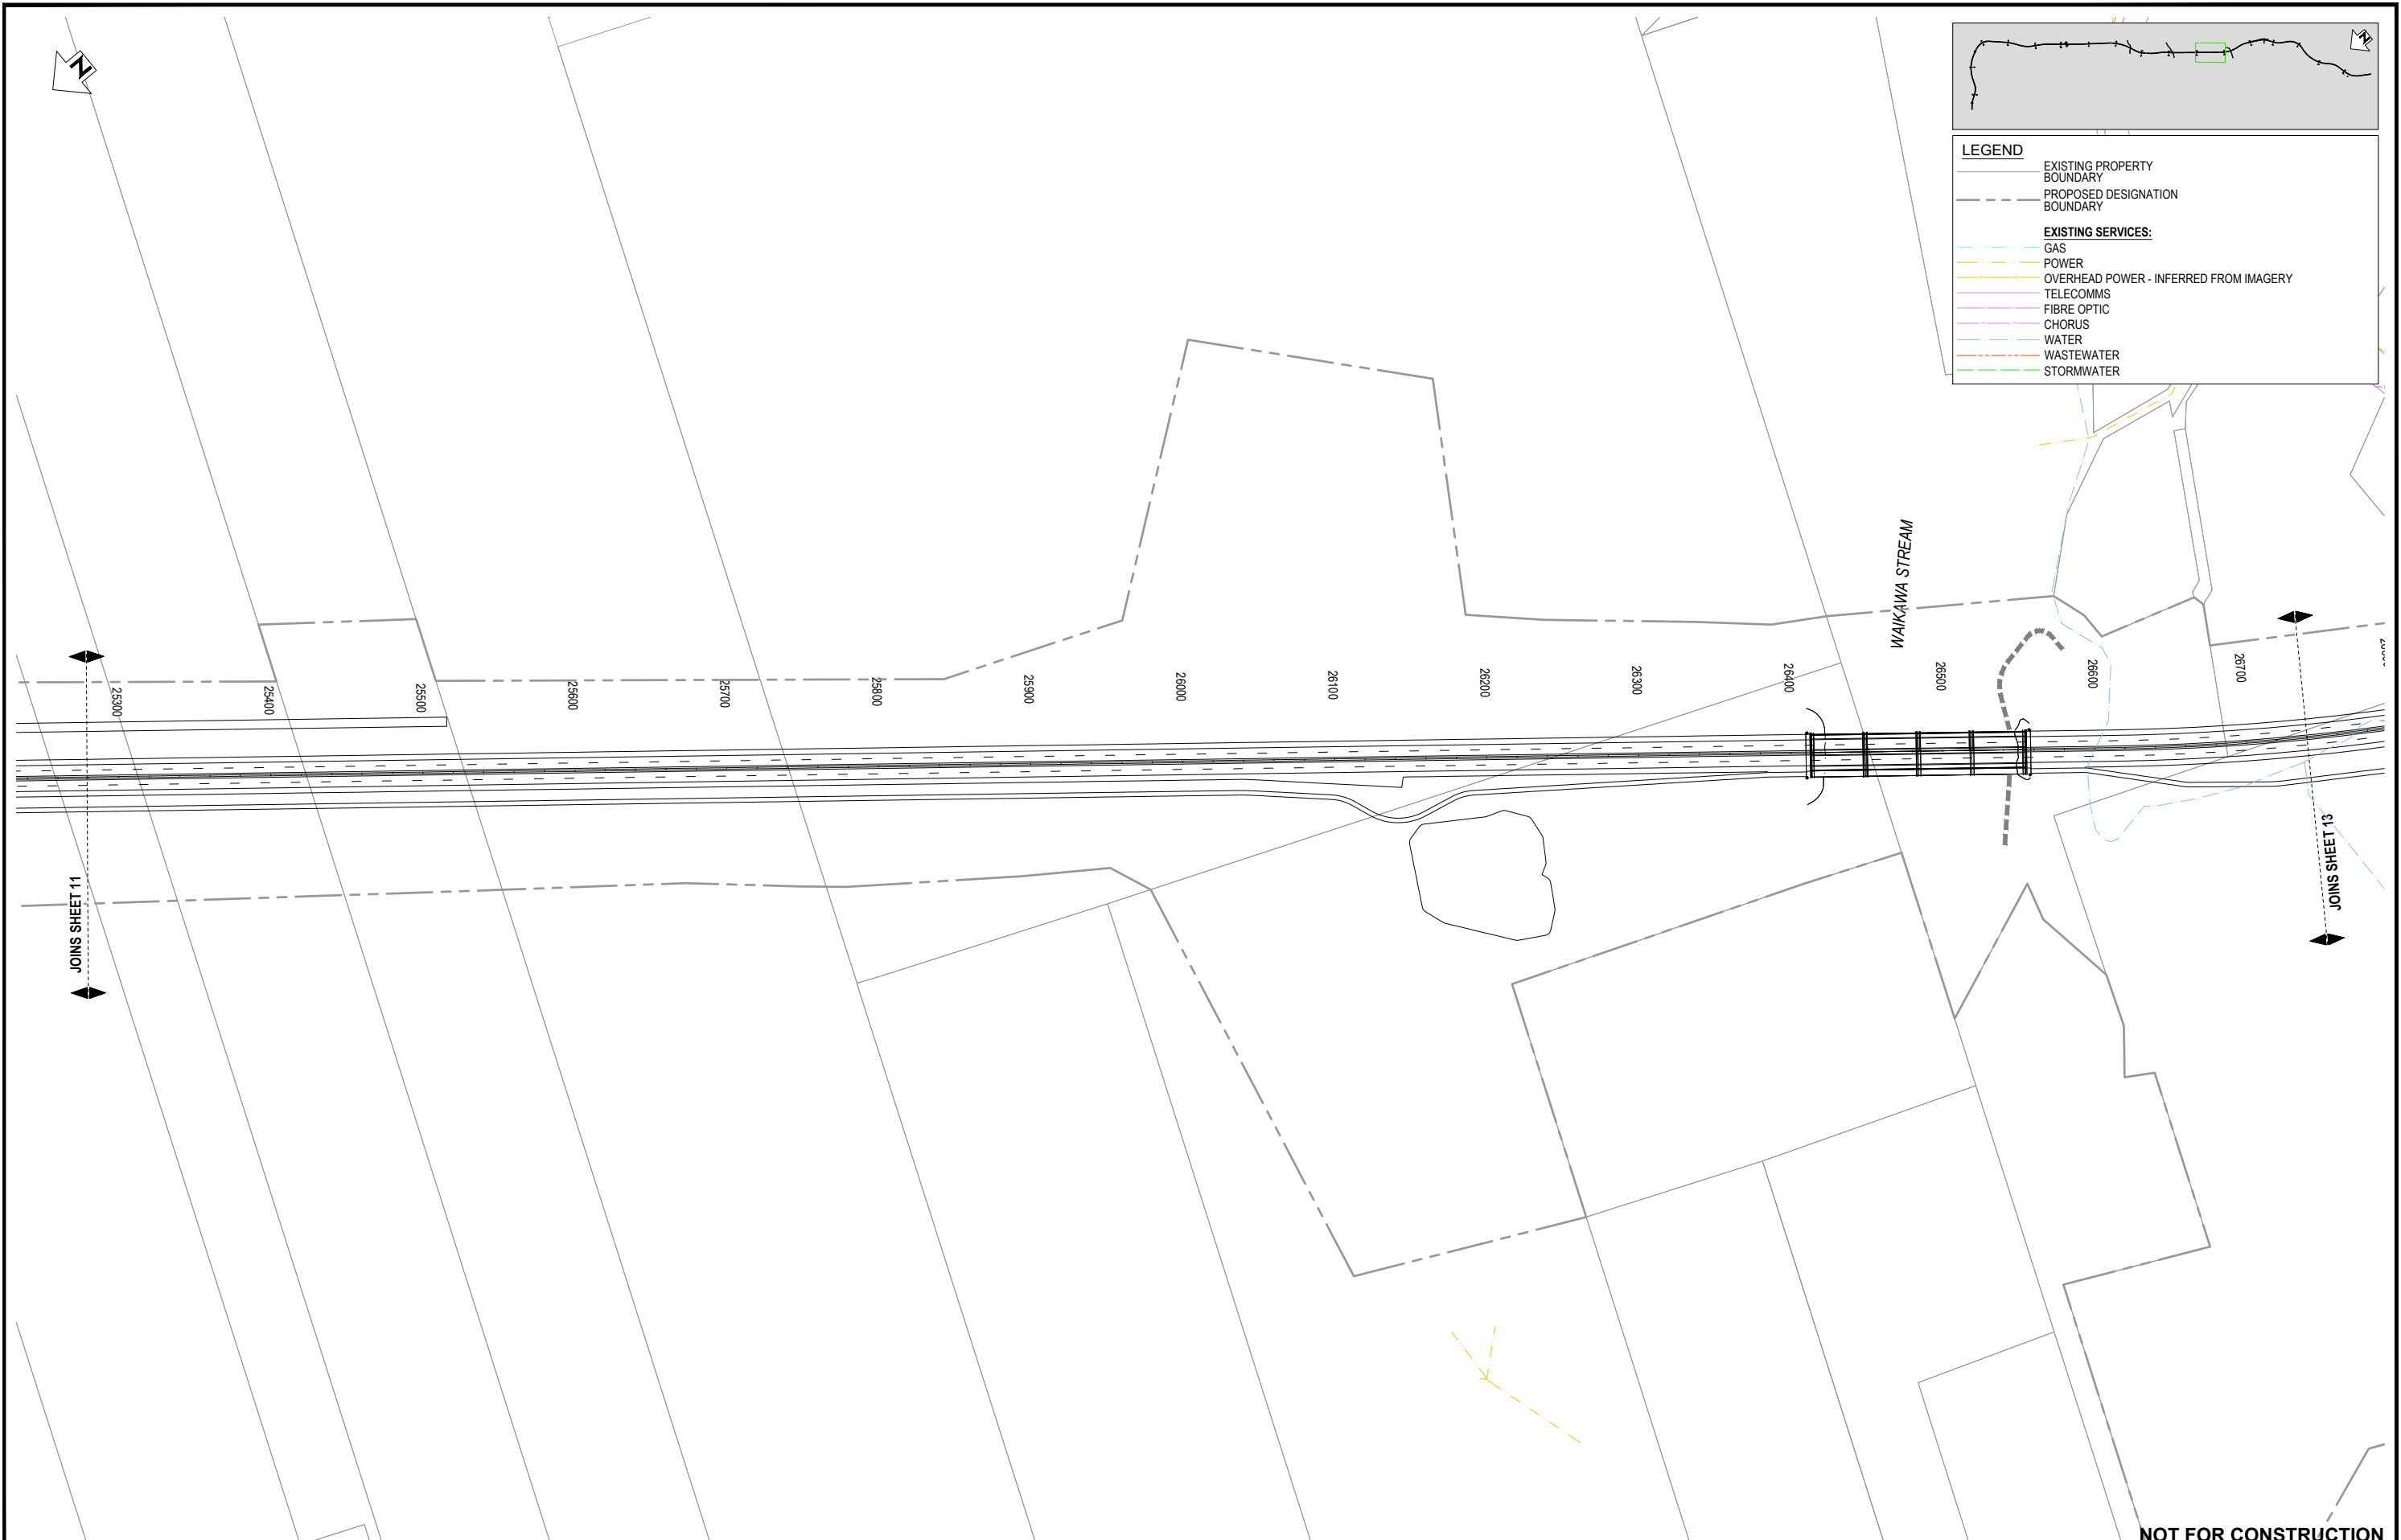 N
N
LEGEND
EXISTING PROPERTY
BOUNDARY
PROPOSED DESIGNATION
BOUNDARY
EXISTING SERVICES:
GAS
POWER
OVERHEAD POWER - INFERRED FROM IMAGERY
TELECOMMS
FIBRE OPTIC
CHORUS
WATER
WASTEWATER
STORMWATER
WAIKAWA STREAM
25300
25400
25500
25600
25700
25800
25900
26000
26100
26200
26300
26400
26500
26600
26700
JOINS SHEET 11
JOINS SHEET 13
NOT FOR CONSTRUCTION